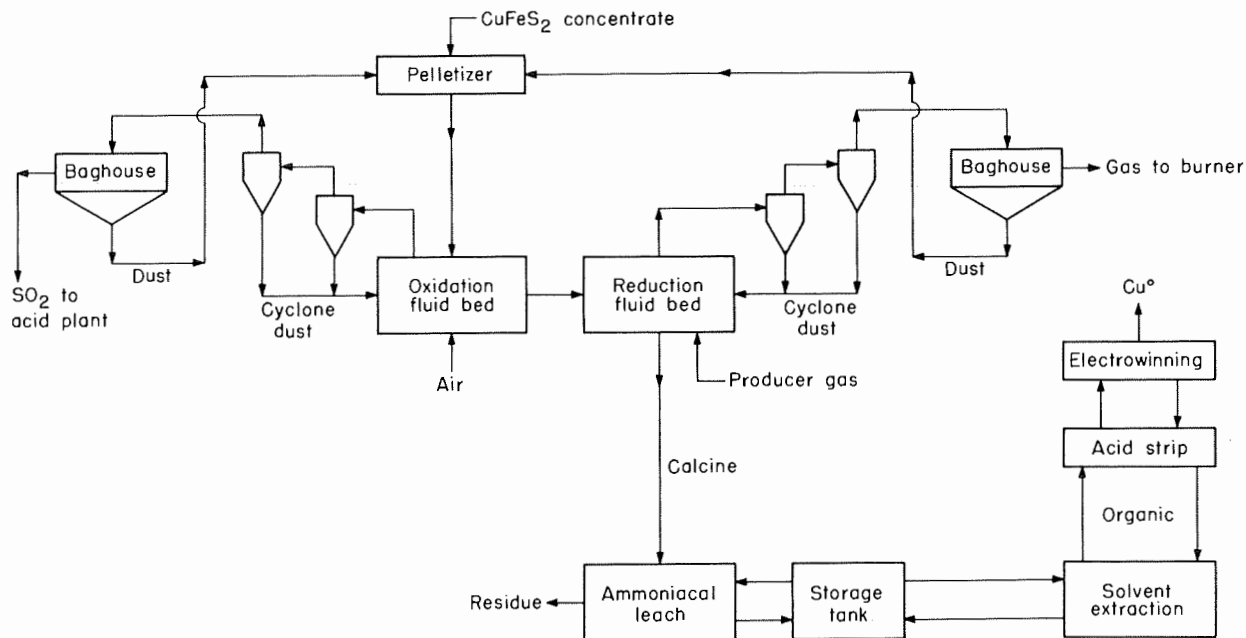 CuFeS₂ concentrate
Pelletizer
Baghouse
Baghouse
Gas to burner
Dust
Dust
SO₂ to
acid plant
Cyclone
dust
Oxidation
fluid bed
Reduction
fluid bed
Cyclone
dust
Air
Producer gas
Cu°
Electrowinning
Acid strip
Calcine
Organic
Residue
Ammoniacal
leach
Storage
tank
Solvent
extraction